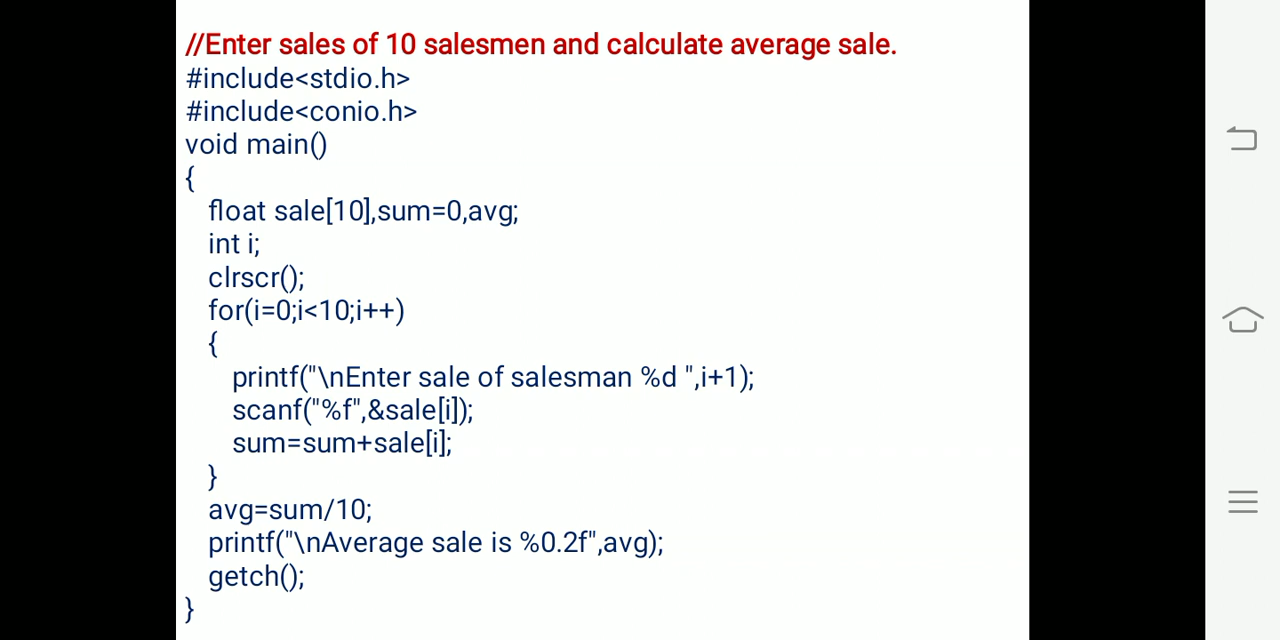 //Enter sales of 10 salesmen and calculate average sale.
#include<stdio.h>
#include<conio.h>
void main()
{
float sale[10],sum=0,avg;
int i;
clrscr();
for(i=0;i<10;i++)
{
printf("\nEnter sale of salesman %d ",i+1);
scanf("%f",&sale[i]);
sum=sum+sale[i];
}
avg=sum/10;
printf("\nAverage sale is %0.2f",avg);
getch();
}